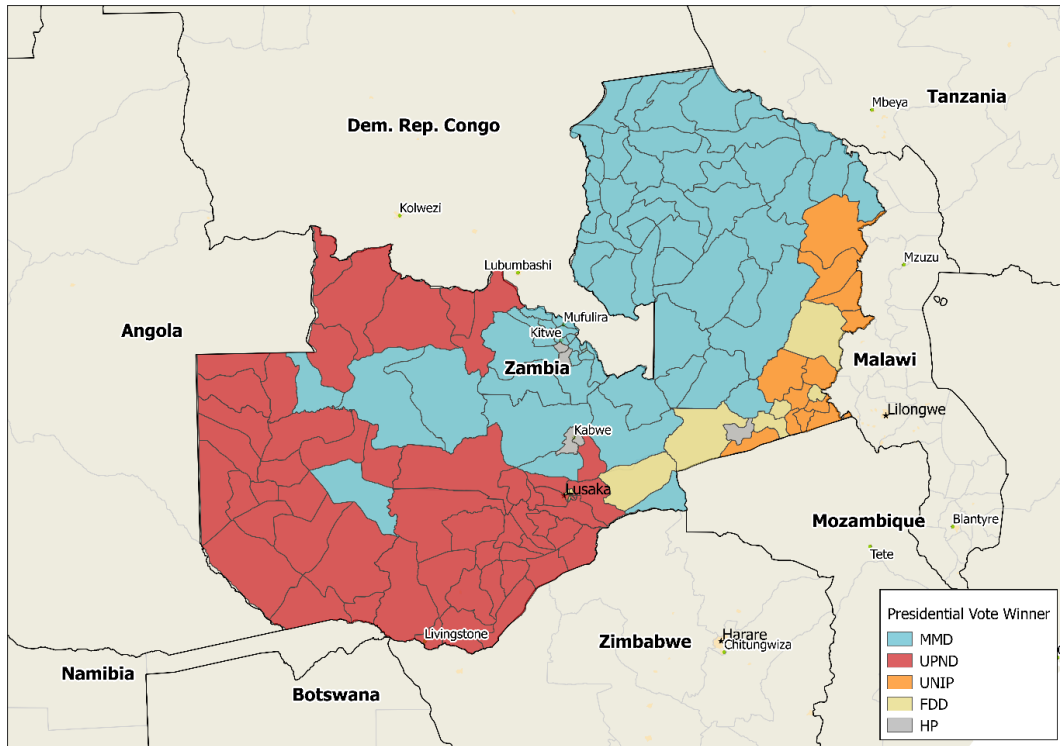 Tanzania
Mbeya
Dem. Rep. Congo
Kolwezi
Lubumbashi
Mzuzu
Mufulira
Angola
Kitwe
Zambia
Malawi
Lilongwe
Kabwe
Lusaka
Mozambique
Blantyre
Tete
Livingstone
Zimbabwe
Harare
Chitungwiza
Namibia
Botswana
Presidential Vote Winner
MMD
UPND
UNIP
FDD
HP